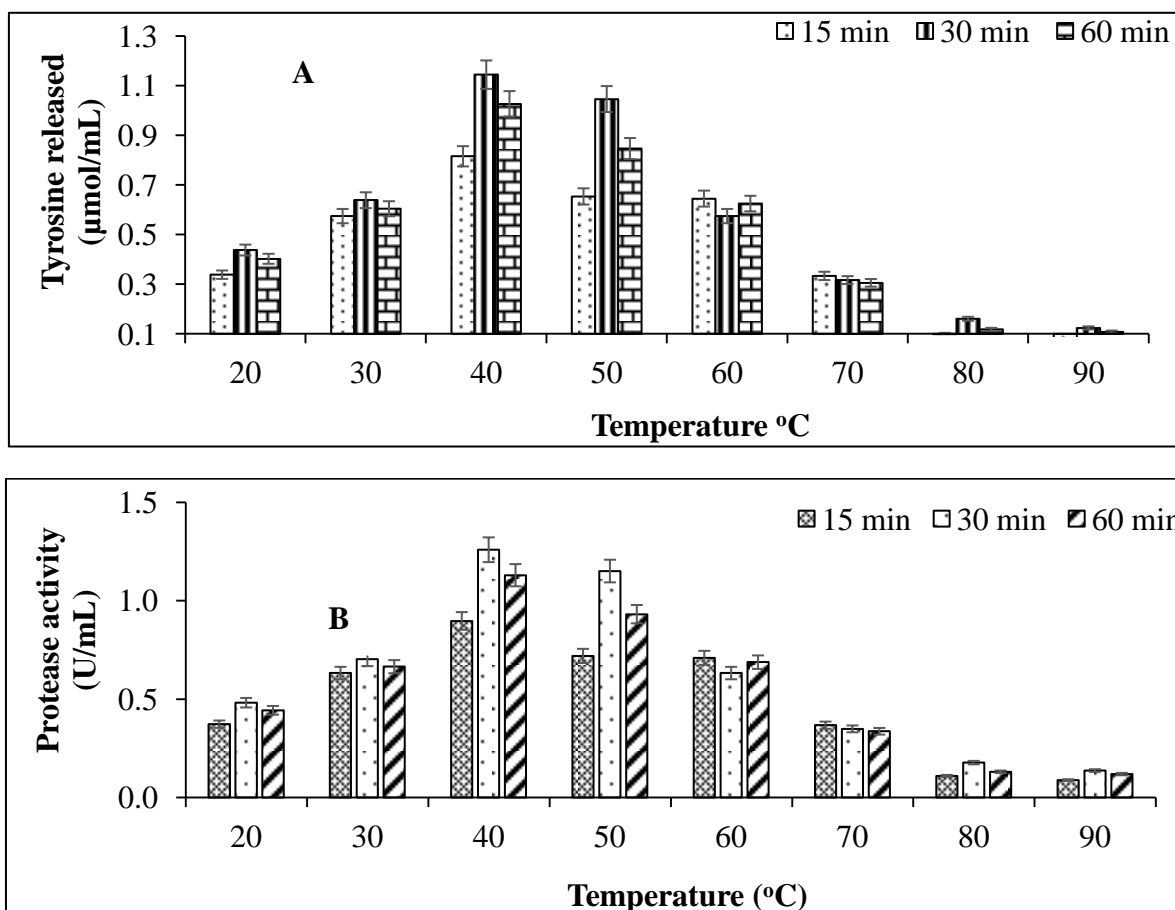 15 min 30 min 60 min
A
Tyrosine released
(µmol/mL)
1.3
1.1
0.9
0.7
0.5
0.3
0.1
20 30 40 50 60 70 80 90
Temperature ᵒC
15 min 30 min 60 min
B
Protease activity
(U/mL)
1.5
1.0
0.5
0.0
20 30 40 50 60 70 80 90
Temperature (ᵒC)